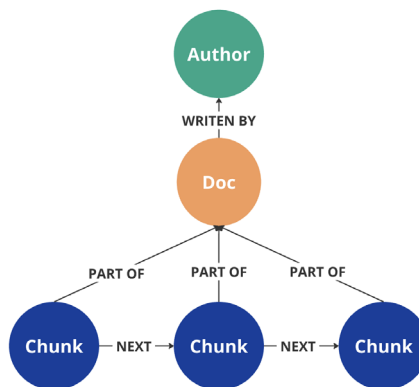 Author
WRITEN BY
Doc
PART OF PART OF PART OF
Chunk NEXT Chunk NEXT Chunk